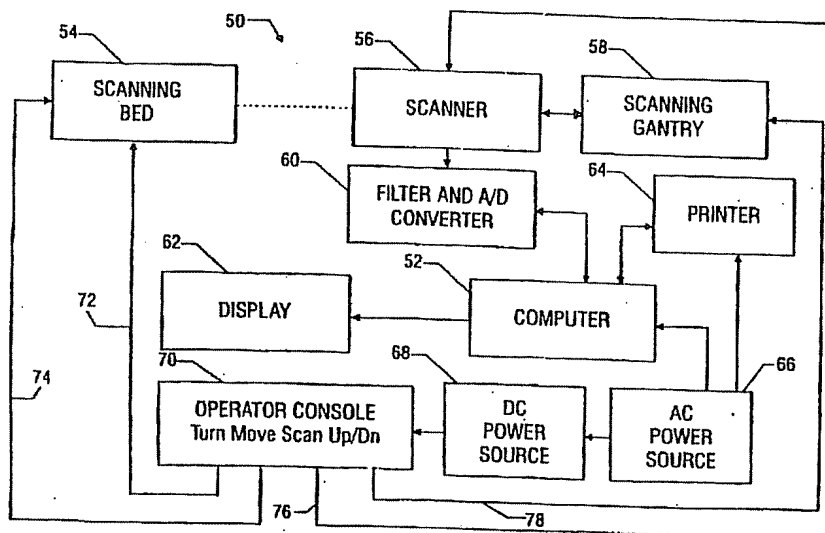 54
50
56
58
SCANNING
BED
SCANNER
SCANNING
GANTRY
60
64
FILTER AND A/D
CONVERTER
PRINTER
62
52
72
DISPLAY
COMPUTER
74
70
68
66
OPERATOR CONSOLE
Turn Move Scan Up/Dn
DC
POWER
SOURCE
AC
POWER
SOURCE
76
78